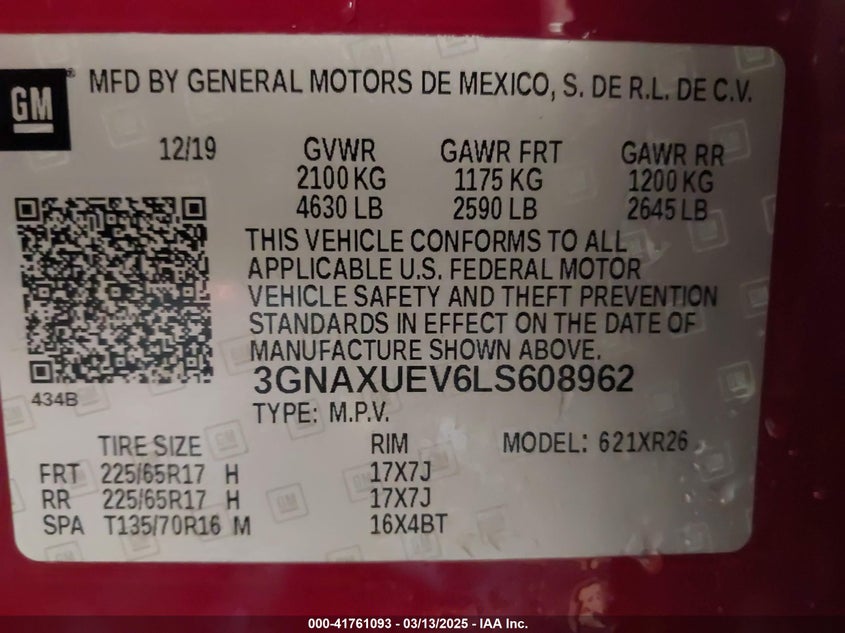 GM ® MFD BY GENERAL MOTORS DE MEXICO, S. DE R.L. DE C.V.
12/19 GVWR GAWR FRT GAWR RR
2100 KG 1175 KG 1200 KG
4630 LB 2590 LB 2645 LB
THIS VEHICLE CONFORMS TO ALL
APPLICABLE U.S. FEDERAL MOTOR
VEHICLE SAFETY AND THEFT PREVENTION
STANDARDS IN EFFECT ON THE DATE OF
MANUFACTURE SHOWN ABOVE.
3GNAXUEV6LS608962
434B
TYPE: M.P.V.
TIRE SIZE RIM MODEL: 621XR26
FRT 225/65R17 H 17X7J
RR 225/65R17 H 17X7J
SPA T135/70R16 M 16X4BT
000-41761093 - 03/13/2025 - IAA Inc.